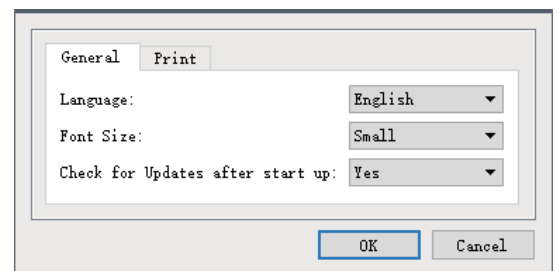 General Print
Language: English
Font Size: Small
Check for Updates after start up: Yes
OK Cancel